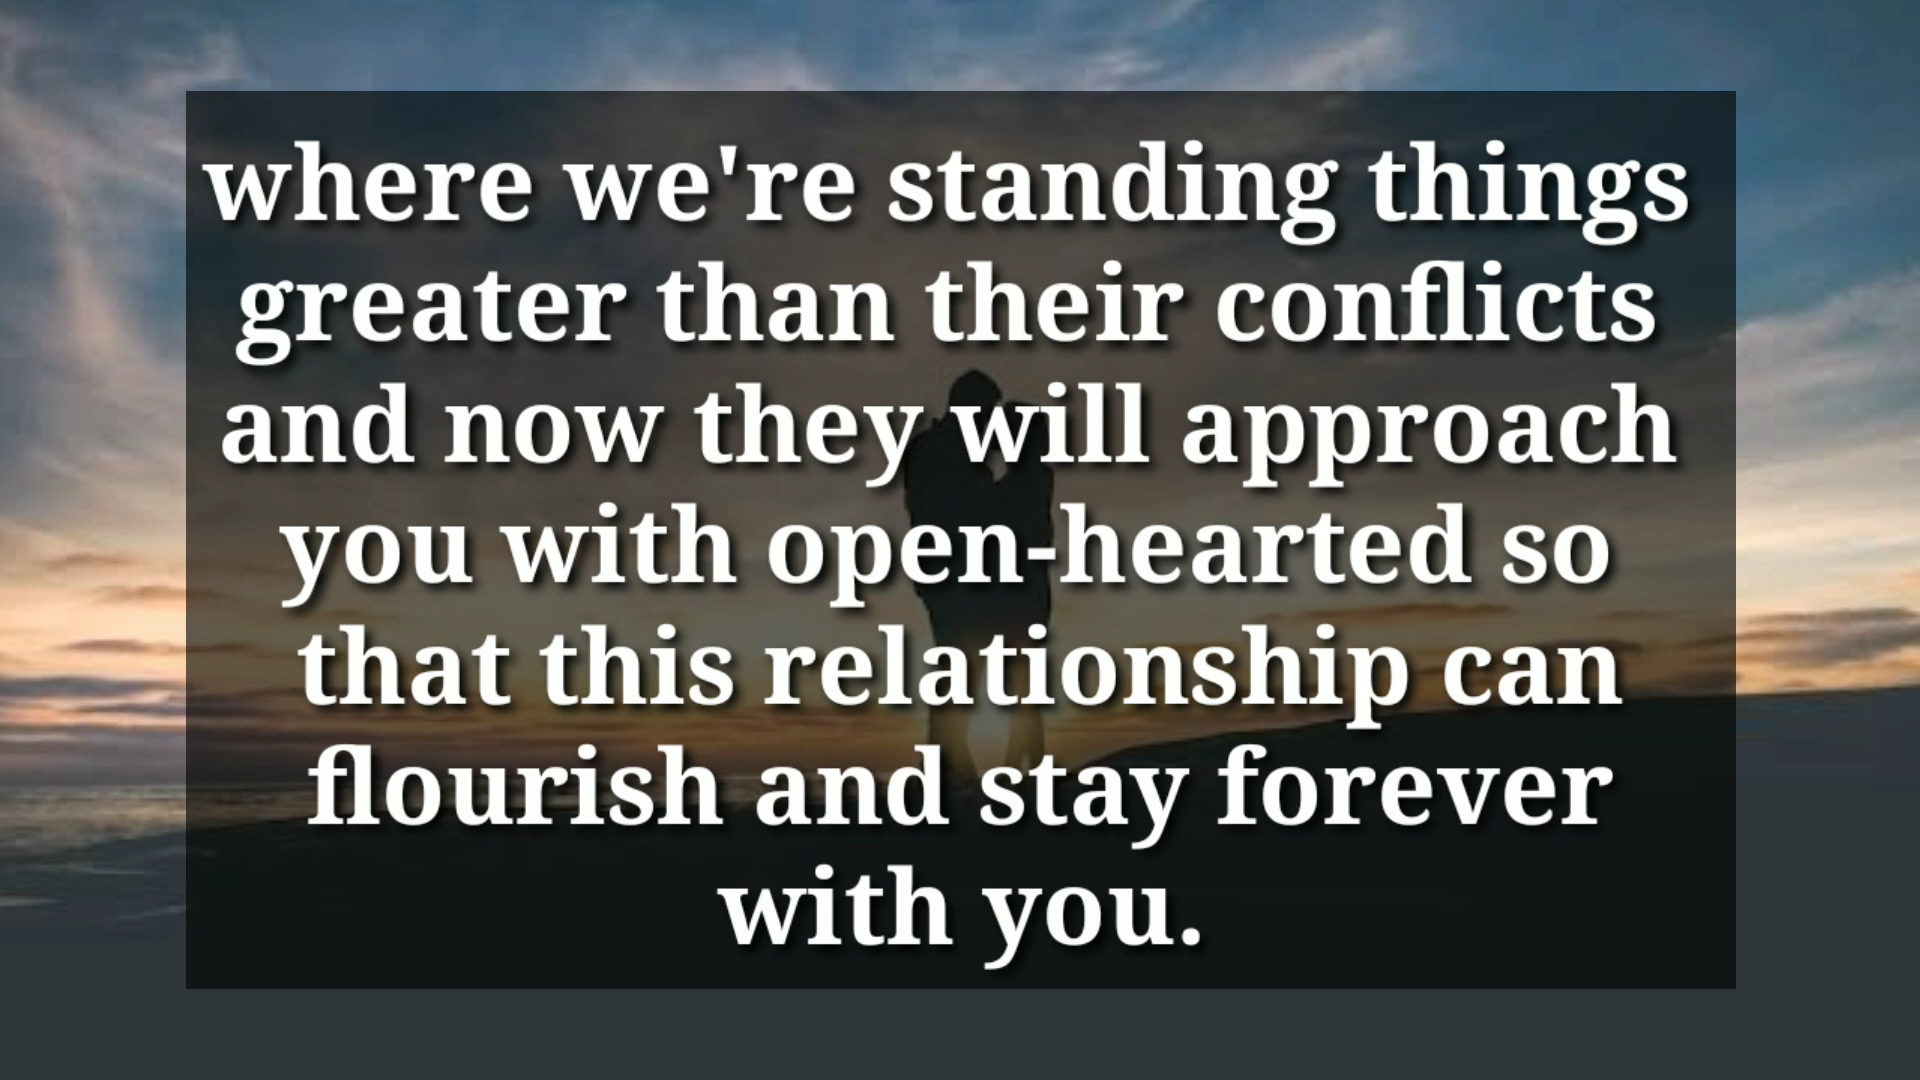 where we're standing things
greater than their conflicts
and now they will approach
you with open-hearted so
that this relationship can
flourish and stay forever
with you.